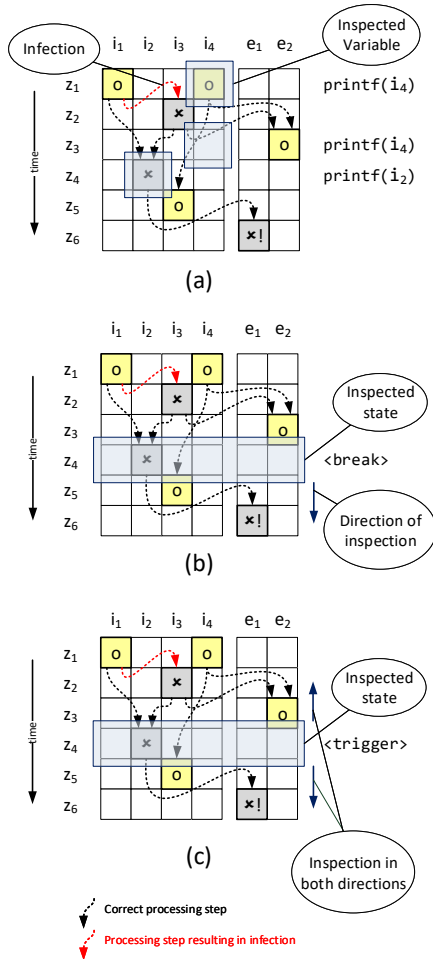 Infection
Inspected
Variable
i1 i2 i3 i4 e1 e2
z1 o o printf(i4)
z2 ×
z3 o printf(i4)
z4 × printf(i2)
z5 o
z6 ×!
time
(a)
i1 i2 i3 i4 e1 e2
z1 o o
z2 ×
z3 o
Inspected
state
z4 × <break>
z5 o
z6 ×!
time
Direction of
inspection
(b)
i1 i2 i3 i4 e1 e2
z1 o o
z2 ×
z3 o
Inspected
state
z4 × <trigger>
z5 o
z6 ×!
time
(c)
Inspection in
both directions
Correct processing step
Processing step resulting in infection